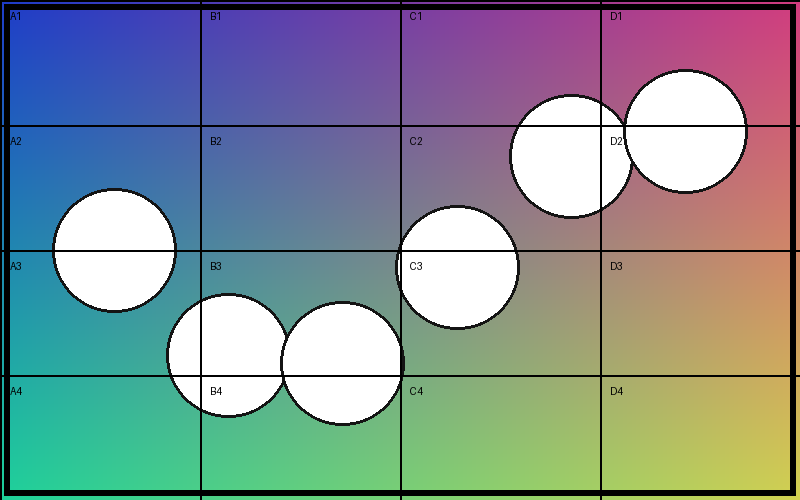 A1 B1 C1 D1
A2 B2 C2 D2
A3 B3 C3 D3
A4 B4 C4 D4